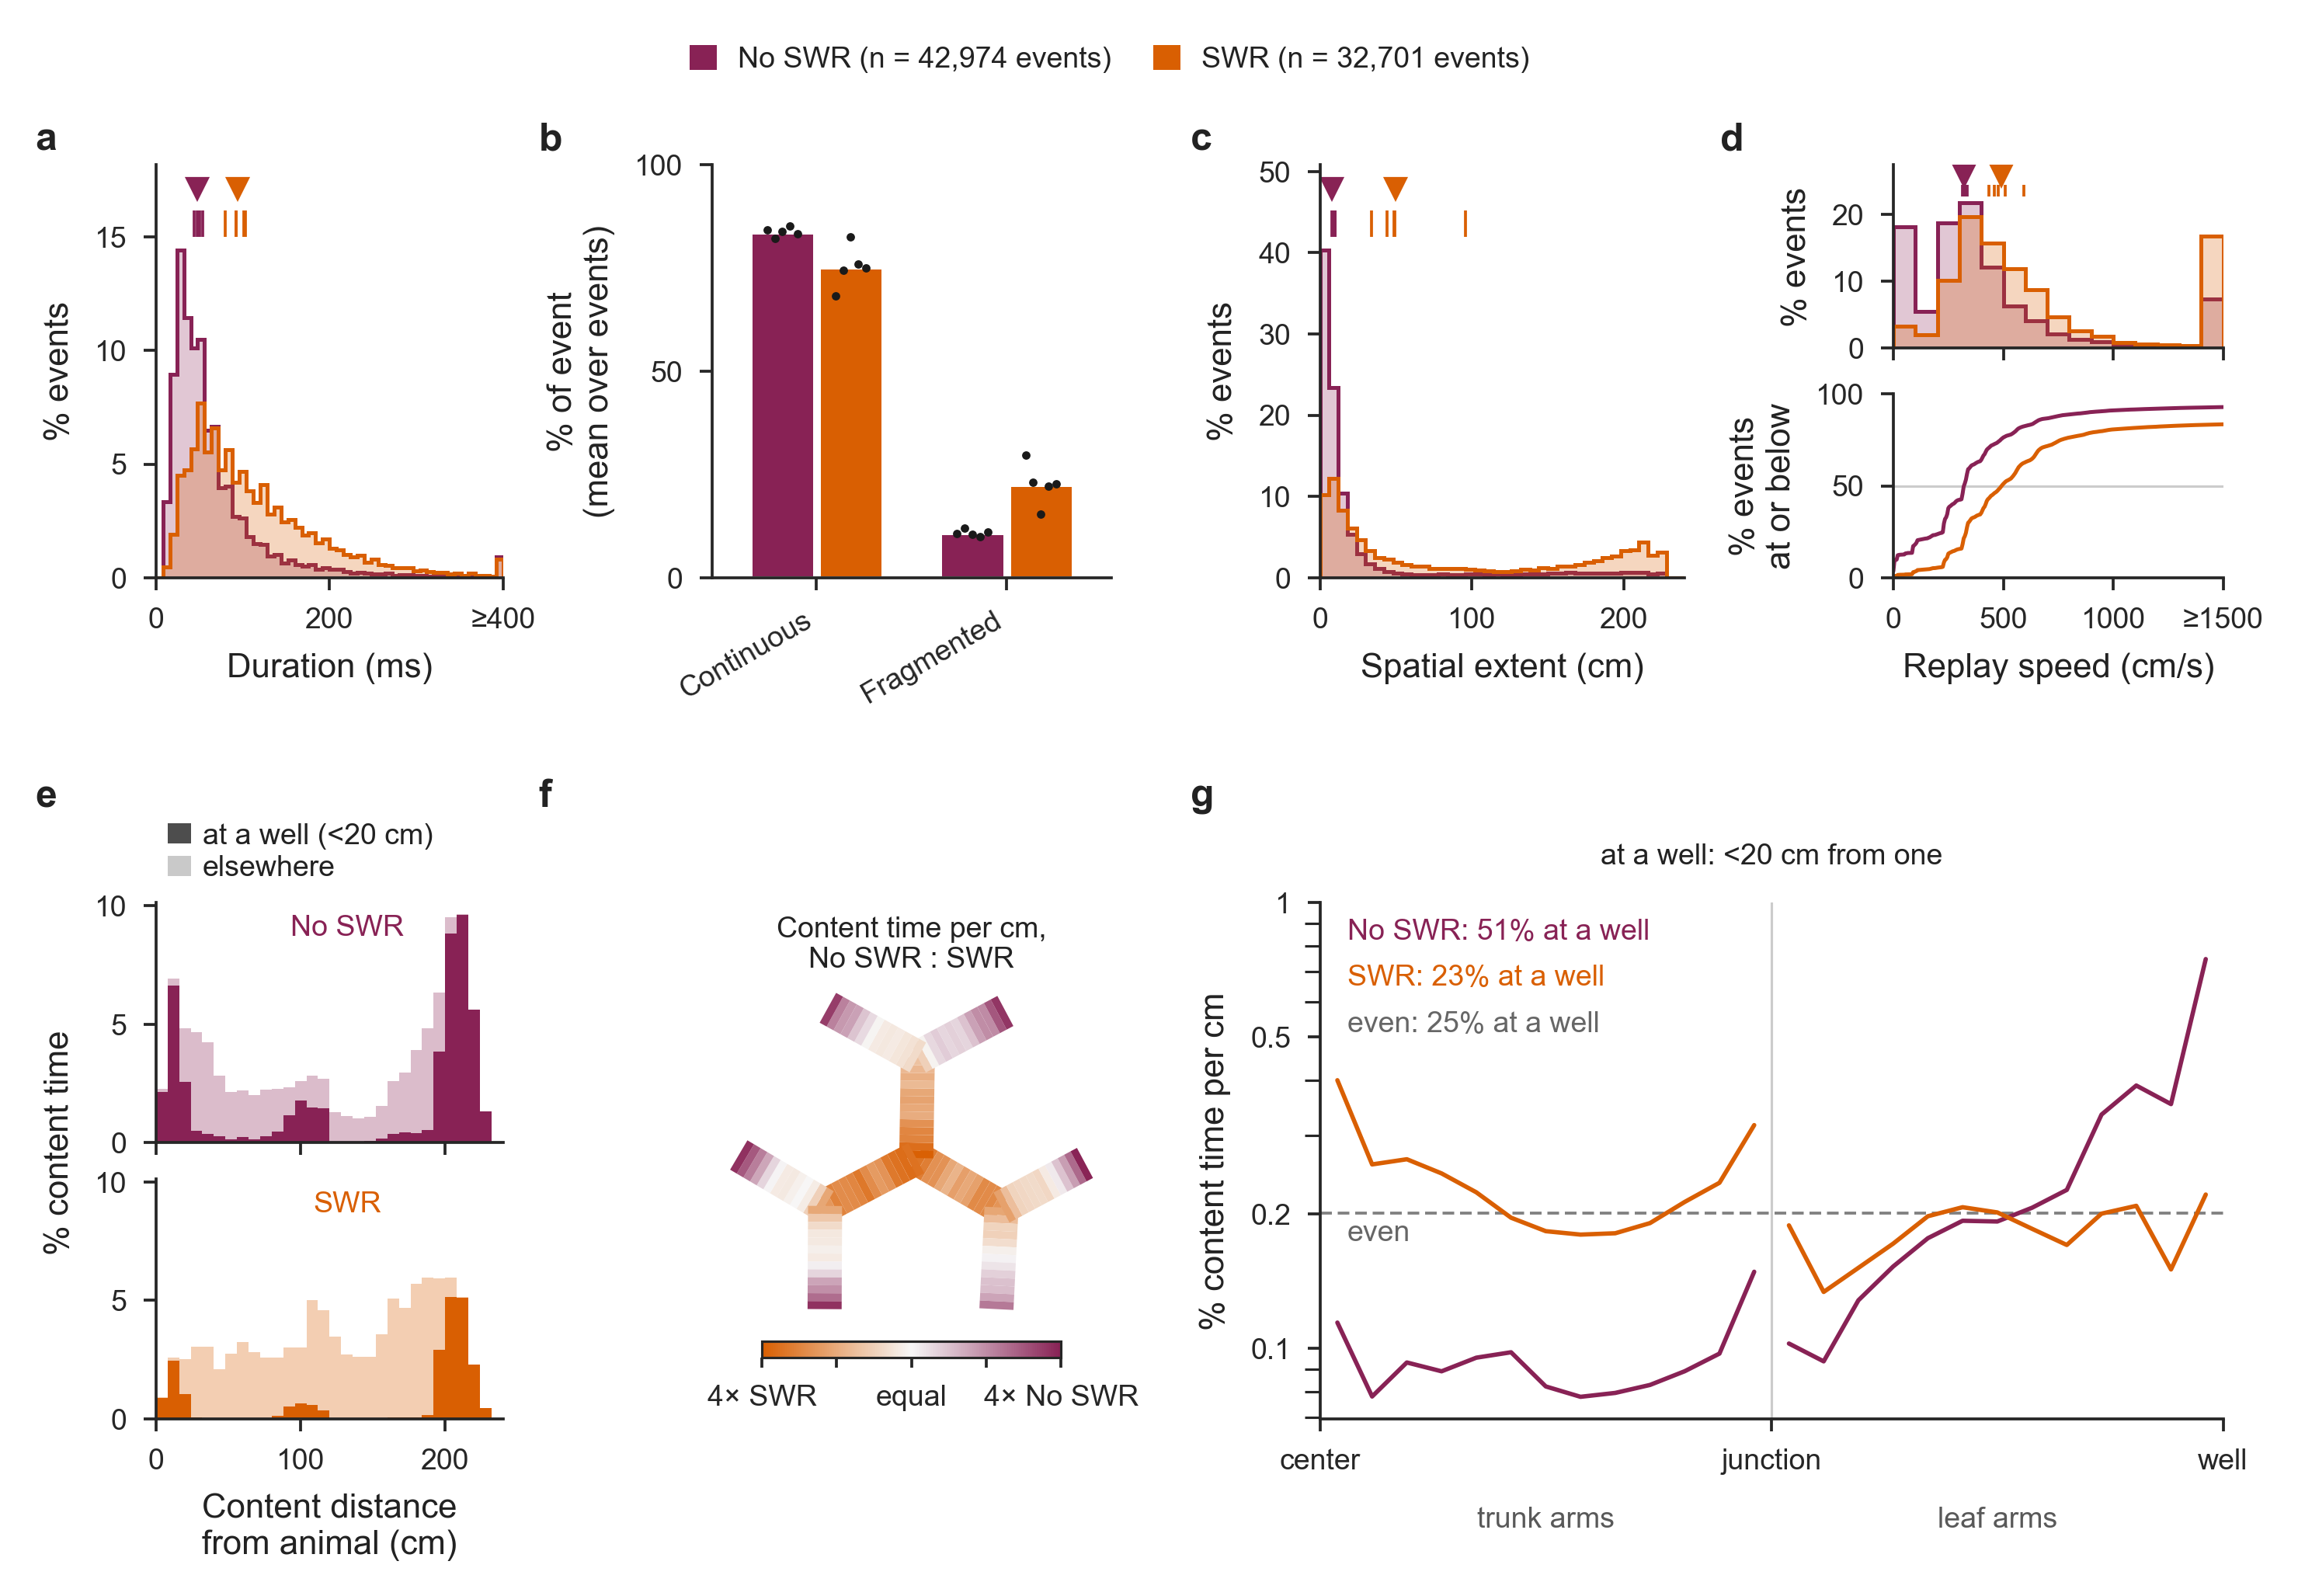 No SWR (n = 42,974 events)
SWR (n = 32,701 events)
a
15
10
5
0
% events
0
200
≥400
Duration (ms)
b
100
50
0
% of event
(mean over events)
Continuous
Fragmented
c
50
40
30
20
10
0
% events
0
100
200
Spatial extent (cm)
d
20
10
0
% events
100
50
0
% events
at or below
0
500
1000
≥1500
Replay speed (cm/s)
e
at a well (<20 cm)
elsewhere
10
5
0
No SWR
% content time
10
5
0
SWR
0
100
200
Content distance
from animal (cm)
f
Content time per cm,
No SWR : SWR
4× SWR
equal
4× No SWR
g
at a well: <20 cm from one
1
0.5
0.2
0.1
% content time per cm
No SWR: 51% at a well
SWR: 23% at a well
even: 25% at a well
even
center
junction
well
trunk arms
leaf arms